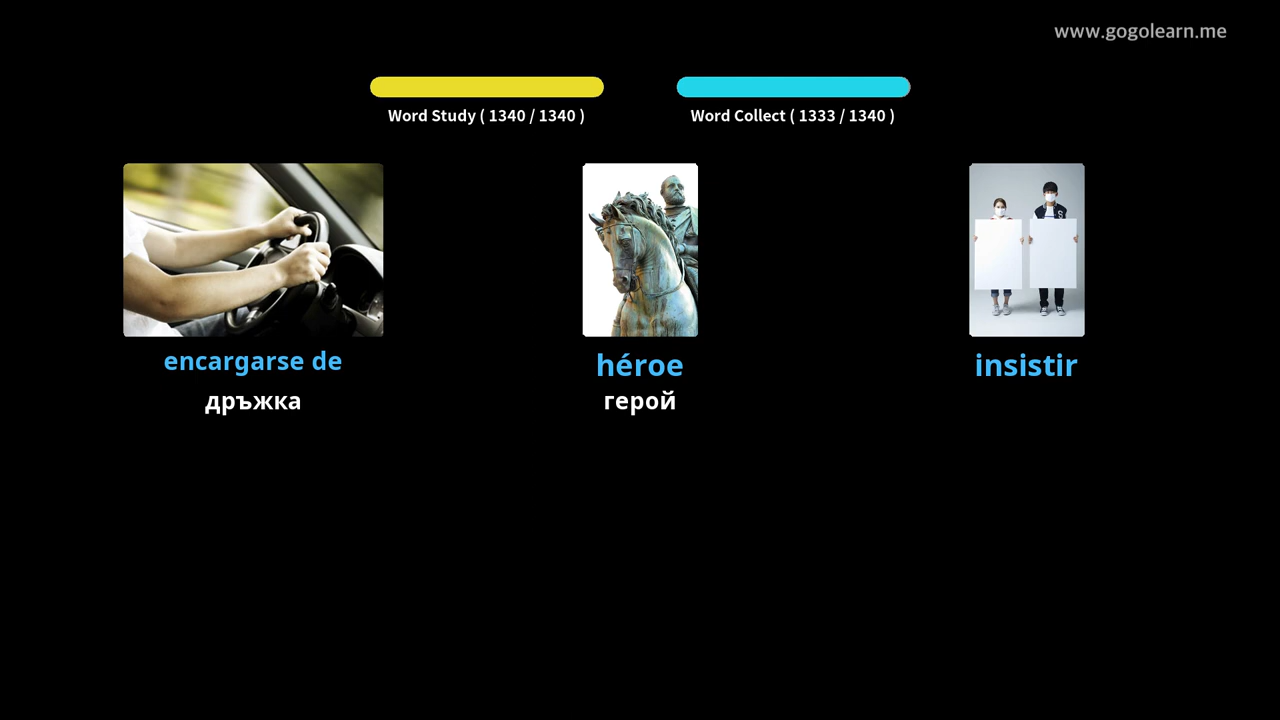 www.gogolearn.me
Word Study ( 1340 / 1340 )
Word Collect ( 1333 / 1340 )
encargarse de
дръжка
héroe
герой
insistir